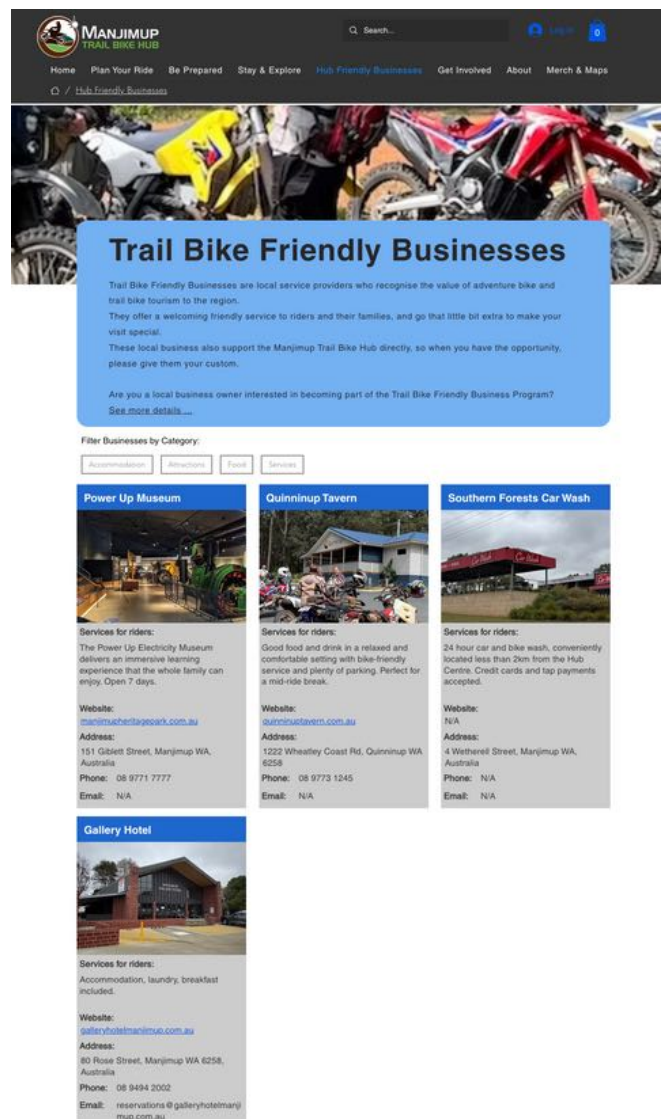 MANJIMUP
TRAIL BIKE HUB
Search...
Log In
0
Home Plan Your Ride Be Prepared Stay & Explore Hub Friendly Businesses Get Involved About Merch & Maps
/ Hub Friendly Businesses
Trail Bike Friendly Businesses
Trail Bike Friendly Businesses are local service providers who recognise the value of adventure bike and
trail bike tourism to the region.
They offer a welcoming friendly service to riders and their families, and go that little bit extra to make your
visit special.
These local business also support the Manjimup Trail Bike Hub directly, so when you have the opportunity,
please give them your custom.
Are you a local business owner interested in becoming part of the Trail Bike Friendly Business Program?
See more details ...
Filter Businesses by Category:
Accommodation Attractions Food Services
Power Up Museum
Services for riders:
The Power Up Electricity Museum
delivers an immersive learning
experience that the whole family can
enjoy. Open 7 days.
Website:
manjimupheritagepark.com.au
Address:
151 Giblett Street, Manjimup WA,
Australia
Phone: 08 9771 7777
Email: N/A
Quinninup Tavern
Services for riders:
Good food and drink in a relaxed and
comfortable setting with bike-friendly
service and plenty of parking. Perfect for
a mid-ride break.
Website:
quinninuptavern.com.au
Address:
1222 Wheatley Coast Rd, Quinninup WA
6258
Phone: 08 9773 1245
Email: N/A
Southern Forests Car Wash
Car Wash
Car Wash
Services for riders:
24 hour car and bike wash, conveniently
located less than 2km from the Hub
Centre. Credit cards and tap payments
accepted.
Website:
N/A
Address:
4 Wetherell Street, Manjimup WA,
Australia
Phone: N/A
Email: N/A
Gallery Hotel
Services for riders:
Accommodation, laundry, breakfast
included.
Website:
galleryhotelmanjimup.com.au
Address:
80 Rose Street, Manjimup WA 6258,
Australia
Phone: 08 9494 2002
Email: reservations@galleryhotelmanji
mup.com.au